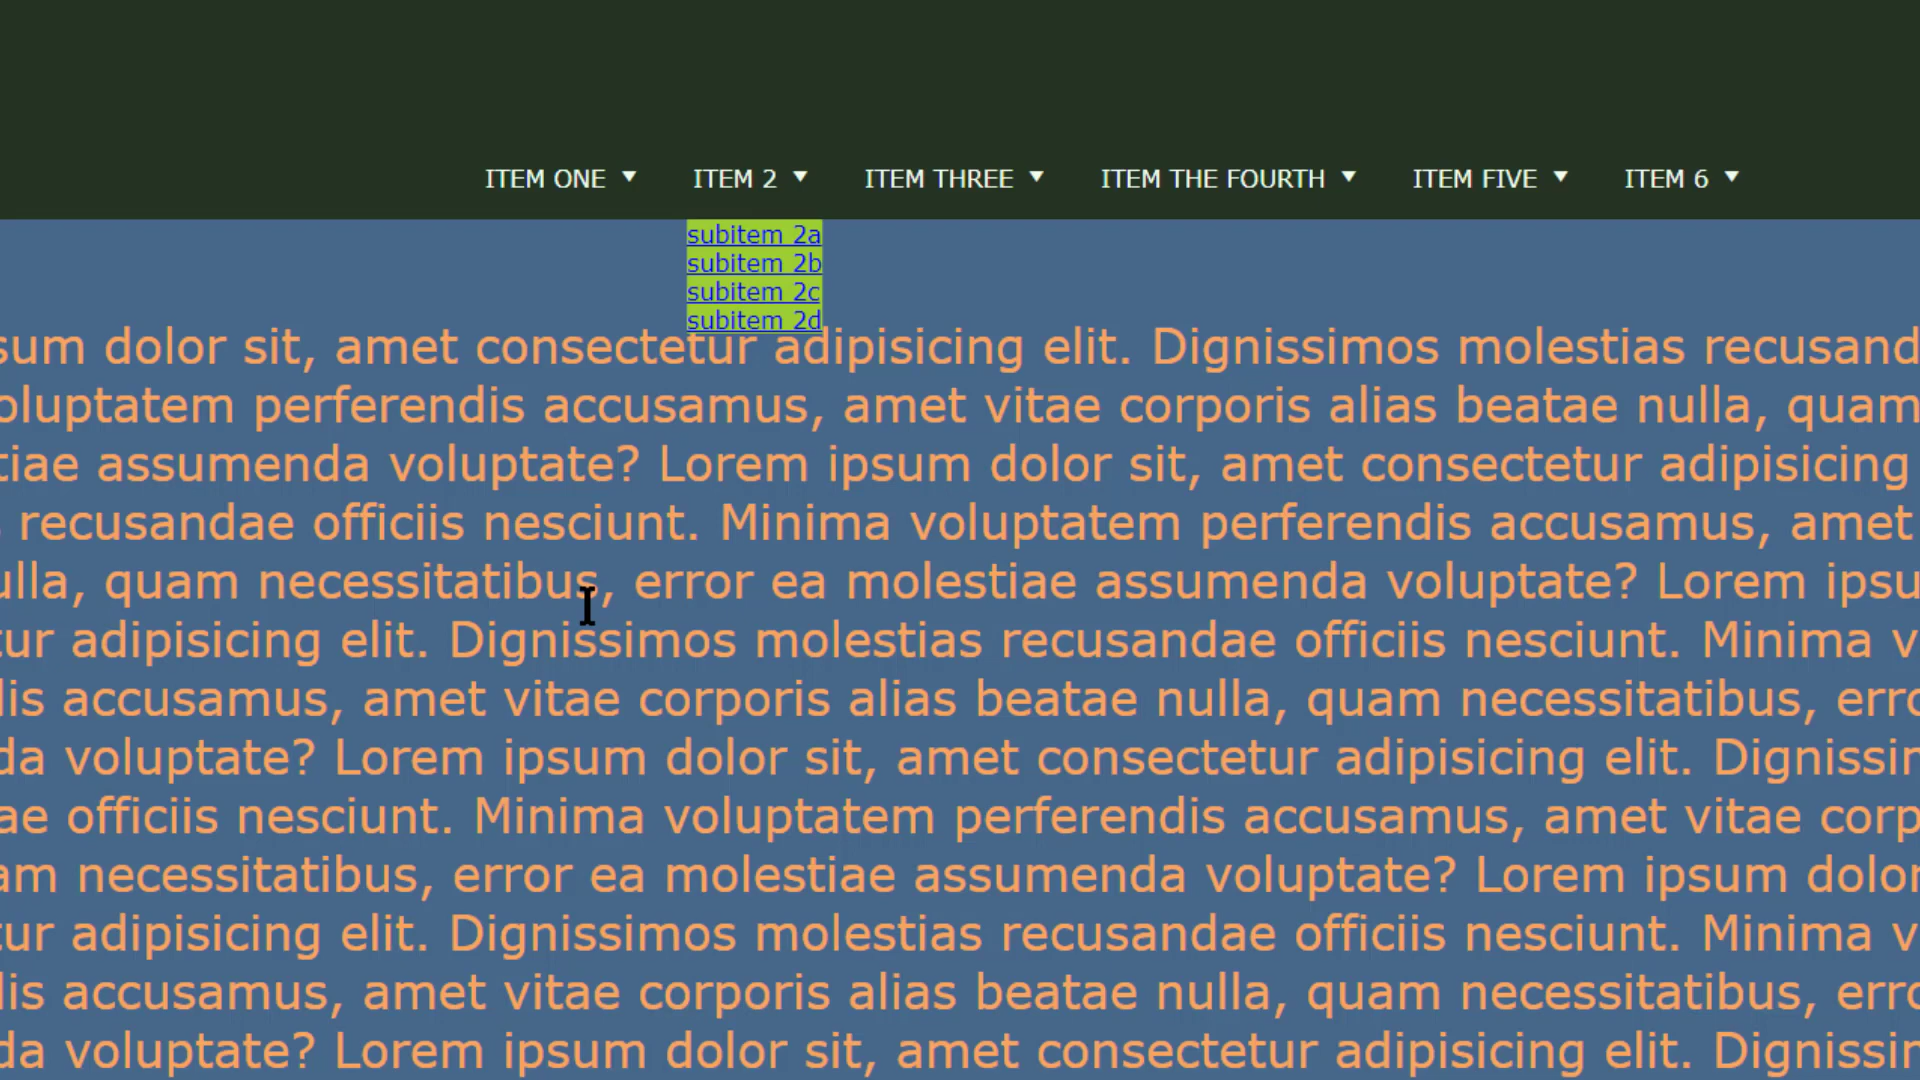 ITEM ONE ▼ ITEM 2 ▼ ITEM THREE ▼ ITEM THE FOURTH ▼ ITEM FIVE ▼ ITEM 6 ▼
subitem 2a
subitem 2b
subitem 2c
subitem 2d
sum dolor sit, amet consectetur adipisicing elit. Dignissimos molestias recusand
oluptatem perferendis accusamus, amet vitae corporis alias beatae nulla, quam
tiae assumenda voluptate? Lorem ipsum dolor sit, amet consectetur adipisicing
recusandae officiis nesciunt. Minima voluptatem perferendis accusamus, amet
ulla, quam necessitatibus, error ea molestiae assumenda voluptate? Lorem ipsu
tur adipisicing elit. Dignissimos molestias recusandae officiis nesciunt. Minima v
lis accusamus, amet vitae corporis alias beatae nulla, quam necessitatibus, erro
da voluptate? Lorem ipsum dolor sit, amet consectetur adipisicing elit. Dignissi
ae officiis nesciunt. Minima voluptatem perferendis accusamus, amet vitae corp
am necessitatibus, error ea molestiae assumenda voluptate? Lorem ipsum dolor
tur adipisicing elit. Dignissimos molestias recusandae officiis nesciunt. Minima v
lis accusamus, amet vitae corporis alias beatae nulla, quam necessitatibus, erro
da voluptate? Lorem ipsum dolor sit, amet consectetur adipisicing elit. Dignissi